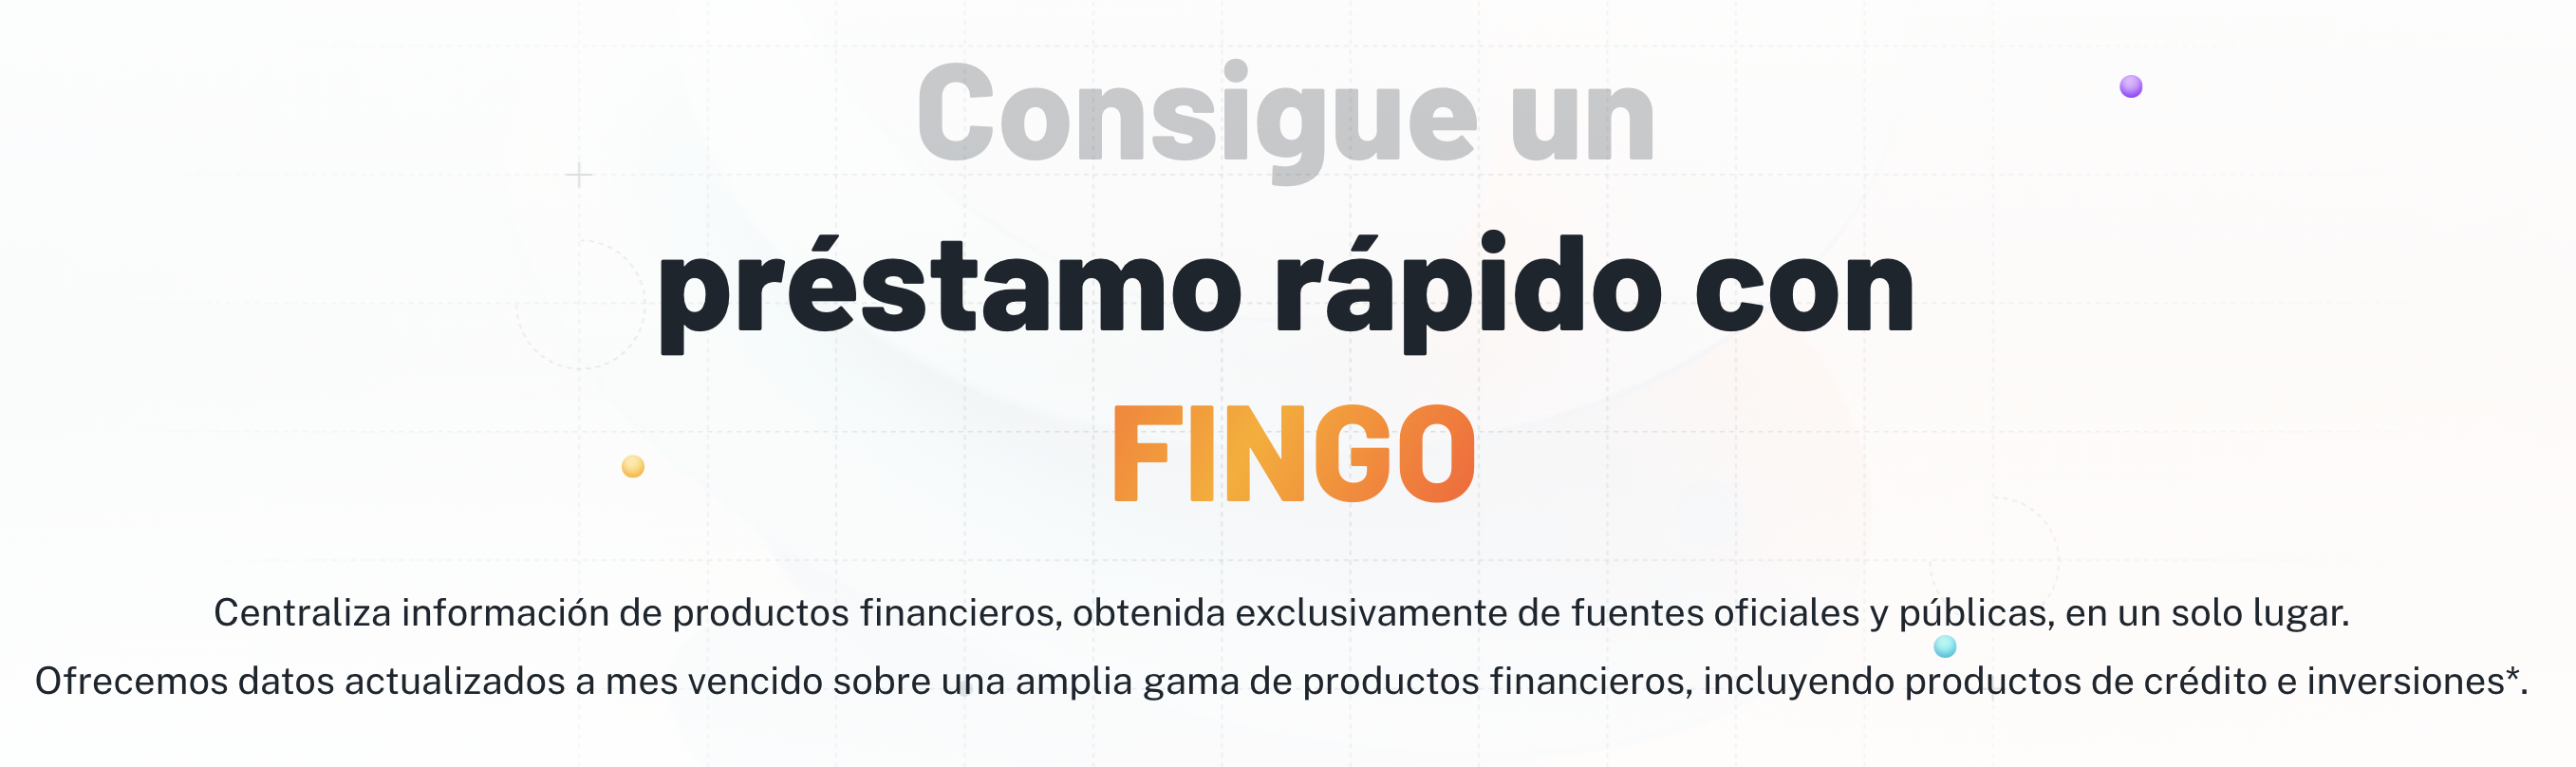 Consigue un
préstamo rápido con
FINGO
Centraliza información de productos financieros, obtenida exclusivamente de fuentes oficiales y públicas, en un solo lugar.
Ofrecemos datos actualizados a mes vencido sobre una amplia gama de productos financieros, incluyendo productos de crédito e inversiones*.